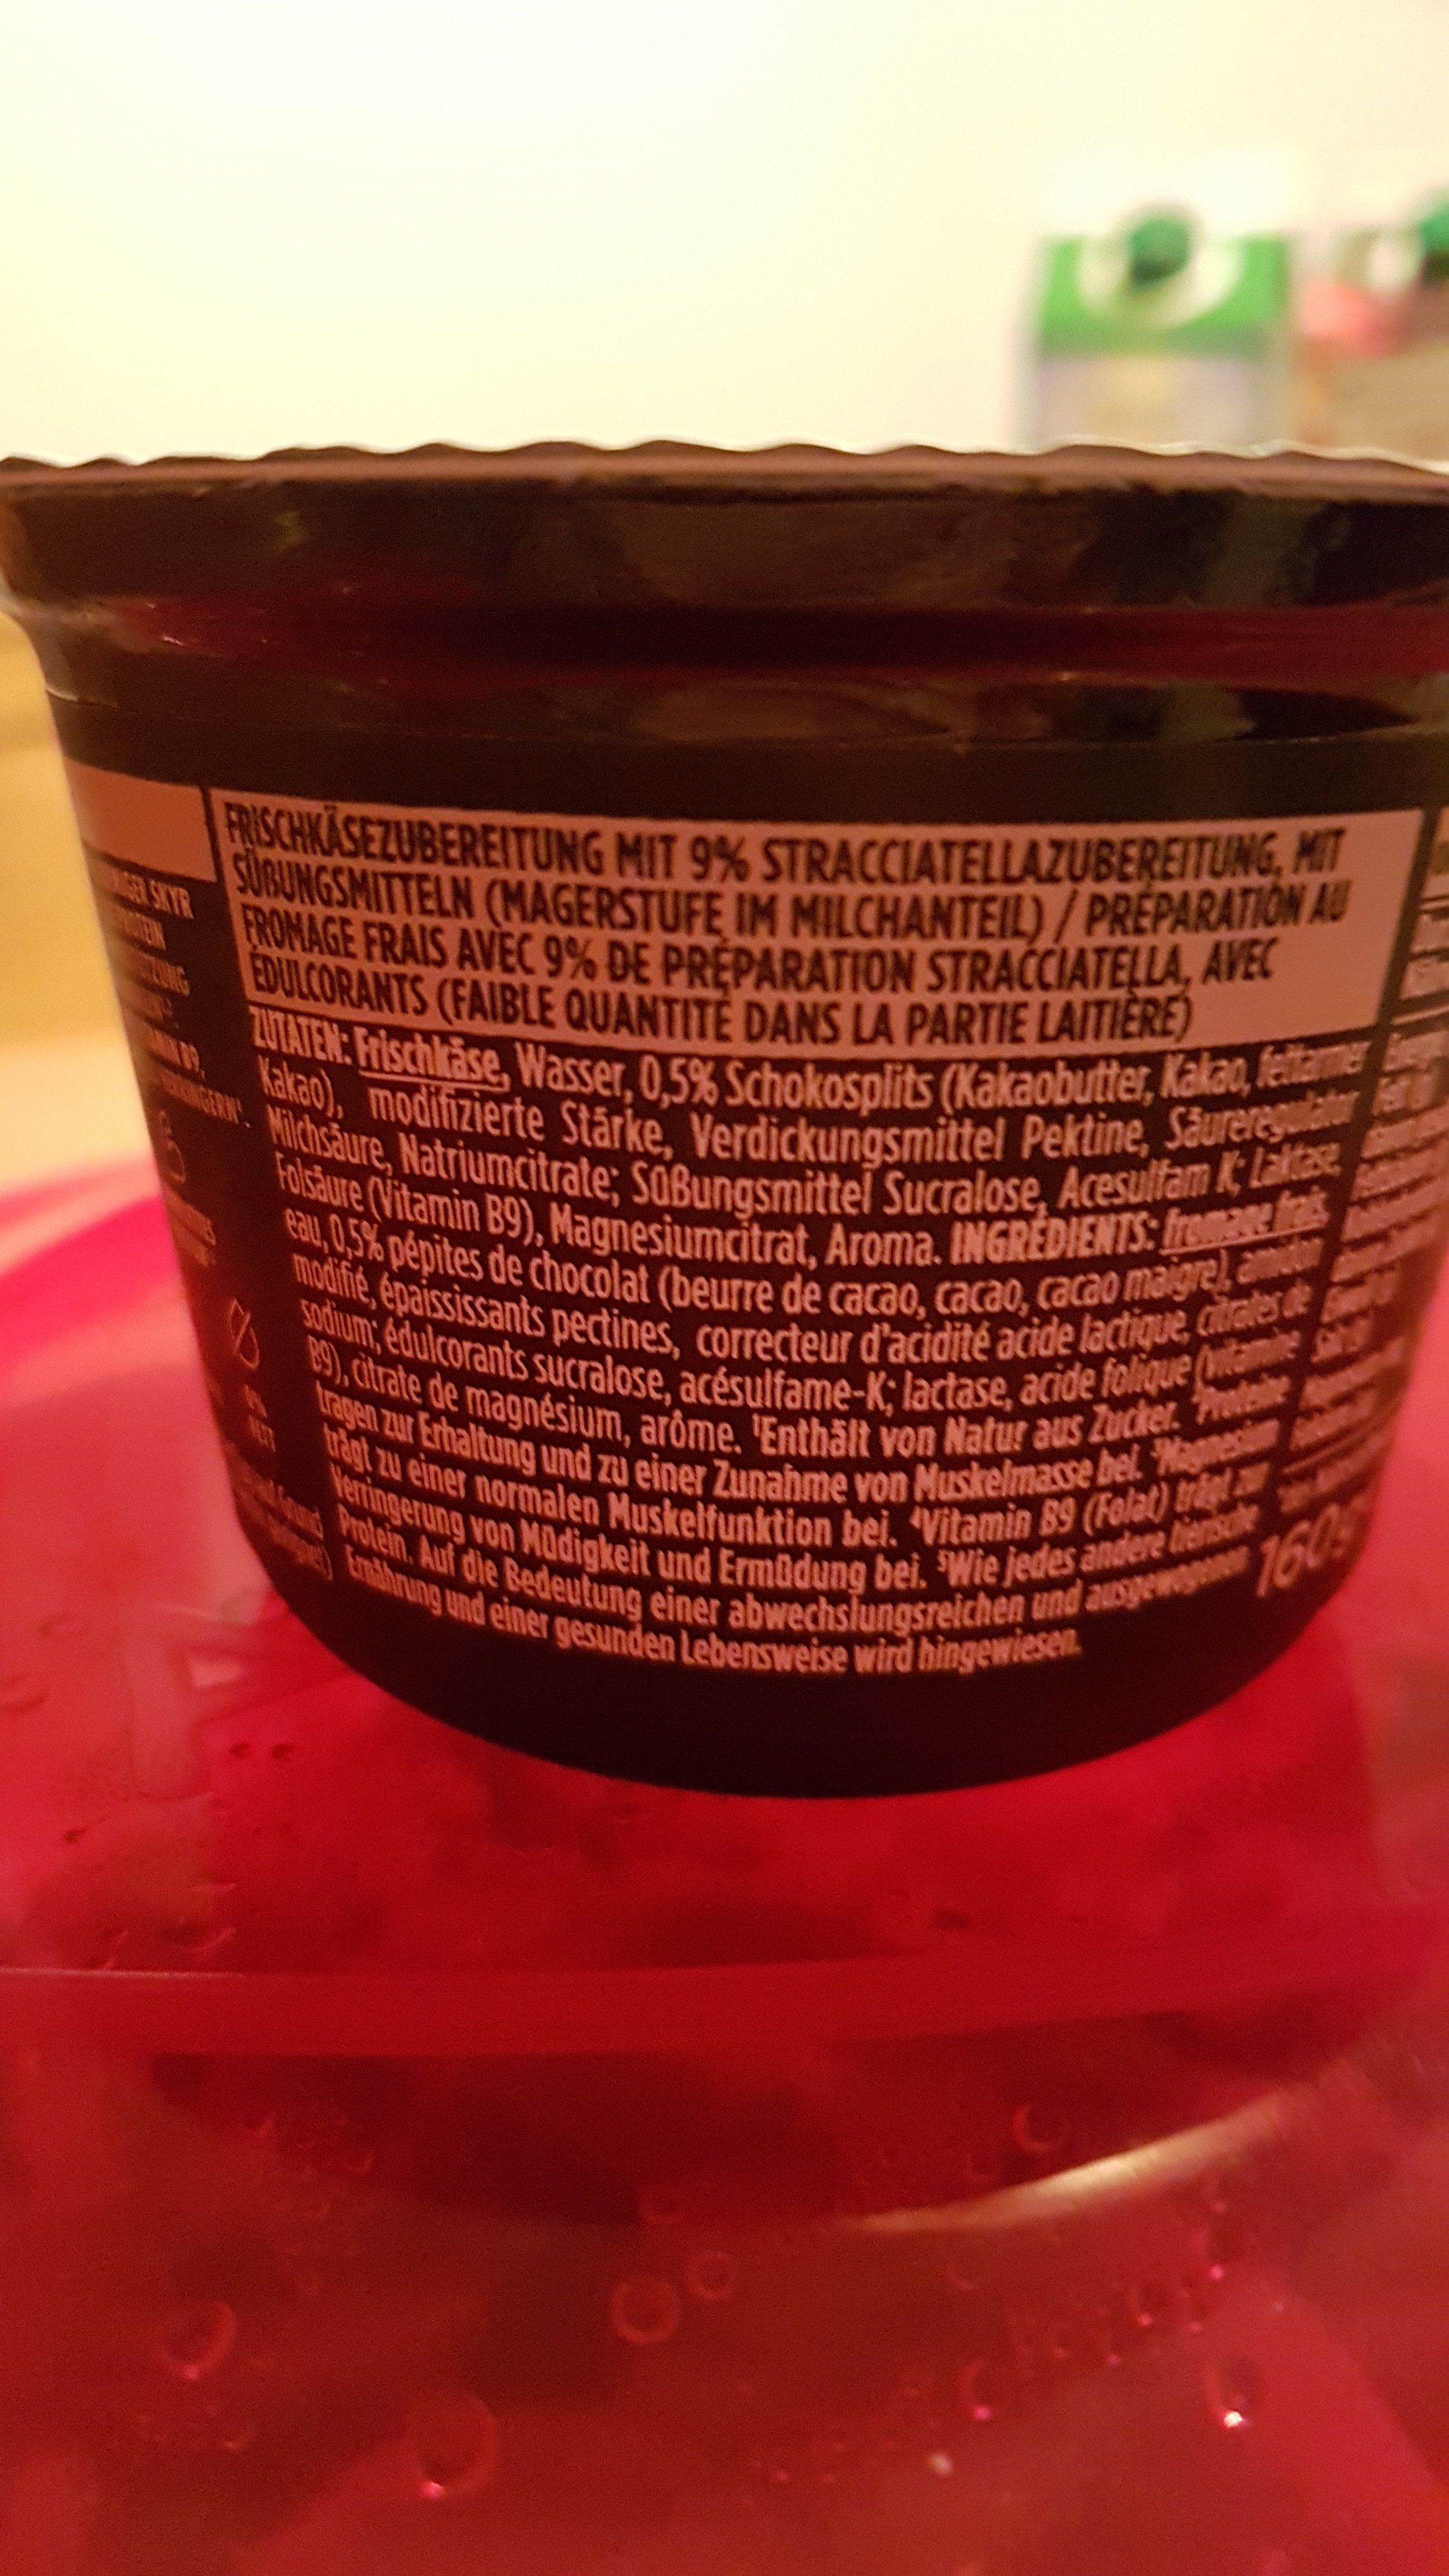 FRISCHKÄSEZUBEREITUNG MIT 9% STRACCIATELLAZUBEREITUNG, MIT
SÜßUNGSMITTELN (MAGERSTUFE IM MILCHANTEIL) / PRÉPARATION AU
FROMAGE FRAIS AVEC 9% DE PRÉPARATION STRACCIATELLA, AVEC
EDULCORANTS (FAIBLE QUANTITÉ DANS LA PARTIE LAITIÈRE)
ZUTATEN: Frischkäse, Wasser, 0,5% Schokosplits (Kakaobutter, Kakao, fettarmer
Kakao), modifizierte Stärke, Verdickungsmittel Pektine, Säureregulator
Milchsäure, Natriumcitrate; Süßungsmittel Sucralose, Acesulfam K; Laktase,
Folsäure (Vitamin B9), Magnesiumcitrat, Aroma. INGRÉDIENTS: fromage frais,
eau, 0,5% pépites de chocolat (beurre de cacao, cacao, cacao maigre), amidon
modifié, épaississants pectines, correcteur d'acidité acide lactique, citrates de
sodium; édulcorants sucralose, acésulfame-K; lactase, acide folique (vitamine
B9), citrate de magnésium, arôme. ¹Enthält von Natur aus Zucker. ²Proteine
tragen zur Erhaltung und zu einer Zunahme von Muskelmasse bei. ³Magnesium
trägt zu einer normalen Muskelfunktion bei. ⁴Vitamin B9 (Folat) trägt zur
Verringerung von Müdigkeit und Ermüdung bei. ⁵Wie jedes andere tierische
Protein. Auf die Bedeutung einer abwechslungsreichen und ausgewogenen
Ernährung und einer gesunden Lebensweise wird hingewiesen.
SKYR
160g